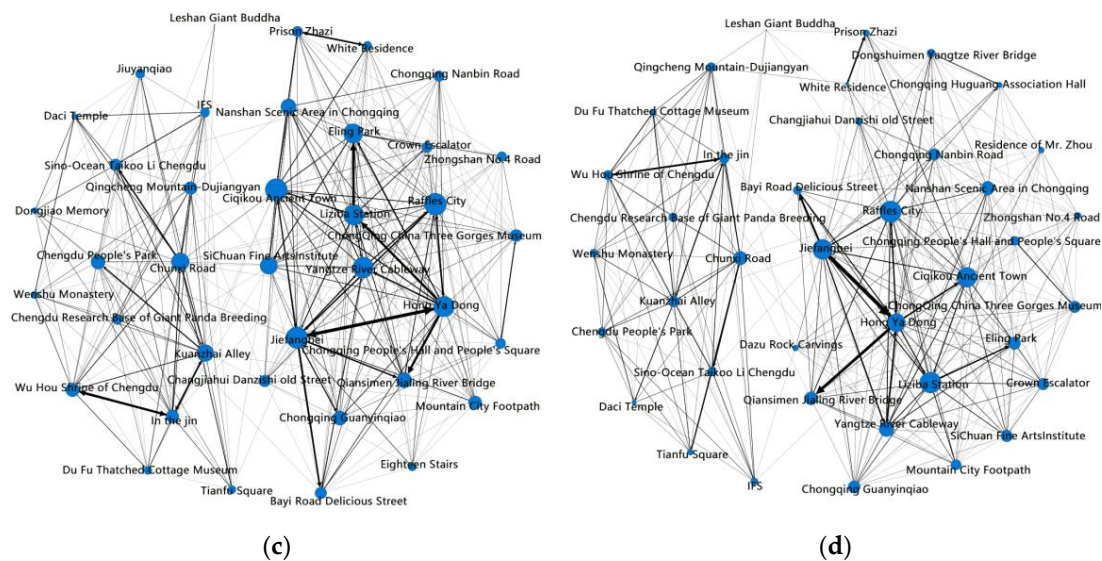 Leshan Giant Buddha
Prison Zhazi
White Residence
Jiuyanqiao
Chongqing Nanbin Road
IFS
Nanshan Scenic Area in Chongqing
Daci Temple
Eling Park
Crown Escalator
Zhongshan No.4 Road
Sino-Ocean Taikoo Li Chengdu
Qingcheng Mountain-Dujiangyan
Ciqikou Ancient Town
Raffles City
Dongjiao Memory
Liziba Station
ChongQing China Three Gorges Museum
Chengdu People's Park
Chunxi Road
SiChuan Fine ArtsInstitute
Yangtze River Cableway
Wenshu Monastery
Hong Ya Dong
Chengdu Research Base of Giant Panda Breeding
Jiefangbei
Kuanzhai Alley
Chongqing People's Hall and People's Square
Wu Hou Shrine of Chengdu
Changjiahui Danzishi old Street
Qiansimen Jialing River Bridge
Mountain City Footpath
In the jin
Chongqing Guanyinqiao
Du Fu Thatched Cottage Museum
Eighteen Stairs
Tianfu Square
Bayi Road Delicious Street
(c)
Leshan Giant Buddha
Prison Zhazi
Dongshuimen Yangtze River Bridge
Qingcheng Mountain-Dujiangyan
White Residence
Chongqing Huguang Association Hall
Du Fu Thatched Cottage Museum
Changjiahui Danzishi old Street
Residence of Mr. Zhou
In the jin
Chongqing Nanbin Road
Wu Hou Shrine of Chengdu
Bayi Road Delicious Street
Nanshan Scenic Area in Chongqing
Raffles City
Chengdu Research Base of Giant Panda Breeding
Zhongshan No.4 Road
Jiefangbei
Chongqing People's Hall and People's Square
Wenshu Monastery
Chunxi Road
Ciqikou Ancient Town
Kuanzhai Alley
ChongQing China Three Gorges Museum
Hong Ya Dong
Chengdu People's Park
Eling Park
Dazu Rock Carvings
Sino-Ocean Taikoo Li Chengdu
Liziba Station
Crown Escalator
Qiansimen Jialing River Bridge
Daci Temple
Yangtze River Cableway
SiChuan Fine ArtsInstitute
Tianfu Square
Mountain City Footpath
IFS
Chongqing Guanyinqiao
(d)